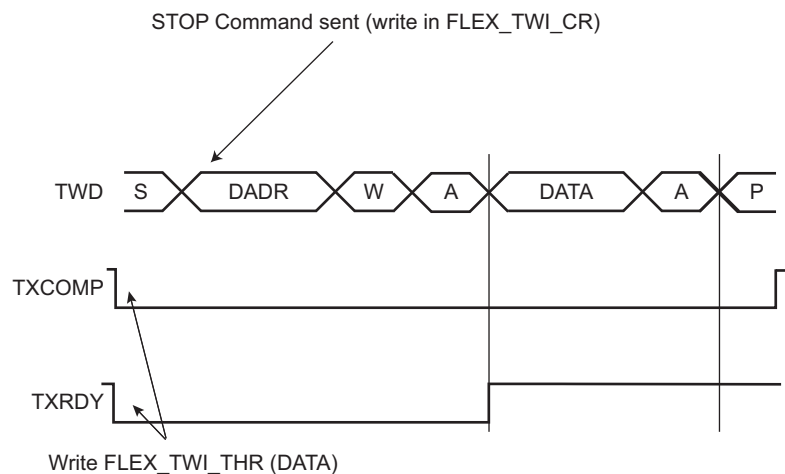 STOP Command sent (write in FLEX_TWI_CR)
TWD S DADR W A DATA A P
TXCOMP
TXRDY
Write FLEX_TWI_THR (DATA)